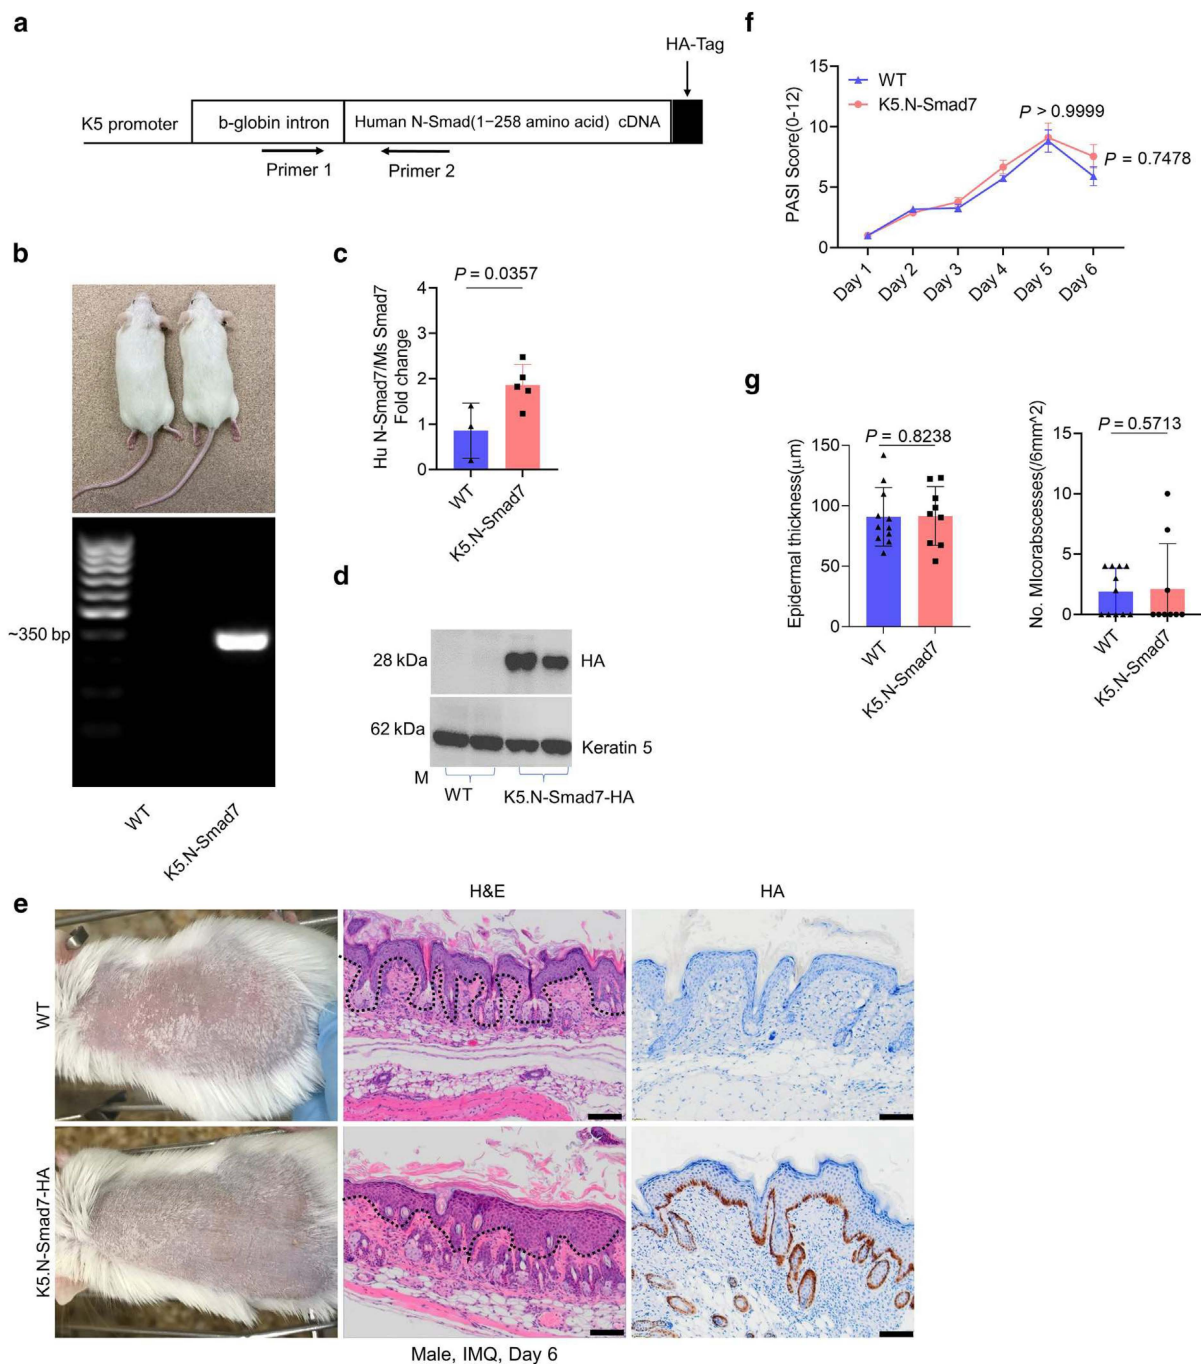 a
HA-Tag
K5 promoter
b-globin intron
Human N-Smad(1−258 amino acid) cDNA
Primer 1
Primer 2
b
~350 bp
WT
K5.N-Smad7
c
P = 0.0357
Hu N-Smad7/Ms Smad7
Fold change
4
3
2
1
0
WT
K5.N-Smad7
d
28 kDa
HA
62 kDa
Keratin 5
M
WT
K5.N-Smad7-HA
e
H&E
HA
WT
K5.N-Smad7-HA
Male, IMQ, Day 6
f
PASI Score(0-12)
15
10
5
0
WT
K5.N-Smad7
P > 0.9999
P = 0.7478
Day 1
Day 2
Day 3
Day 4
Day 5
Day 6
g
Epidermal thickness(μm)
150
100
50
0
P = 0.8238
WT
K5.N-Smad7
No. MIcorabscesses(/6mm^2)
15
10
5
0
P = 0.5713
WT
K5.N-Smad7